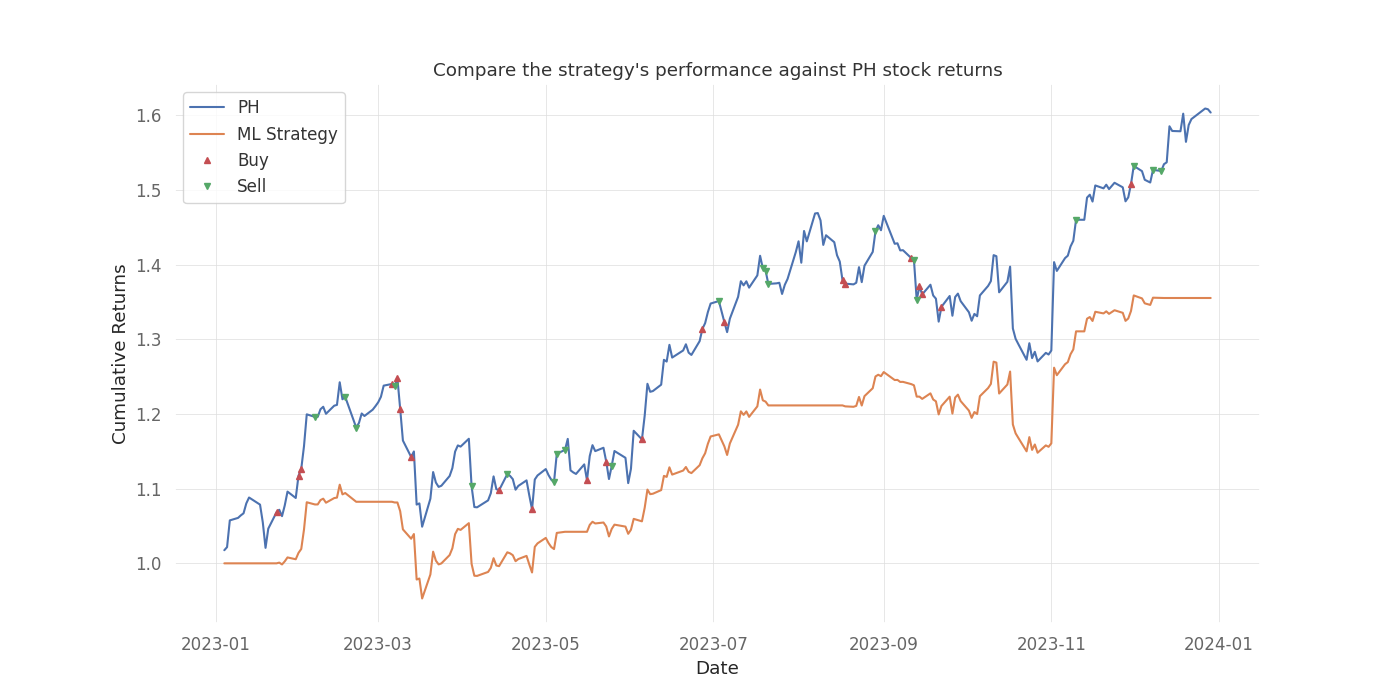 Compare the strategy's performance against PH stock returns
PH
ML Strategy
Buy
Sell
Cumulative Returns
1.6
1.5
1.4
1.3
1.2
1.1
1.0
2023-01 2023-03 2023-05 2023-07 2023-09 2023-11 2024-01
Date